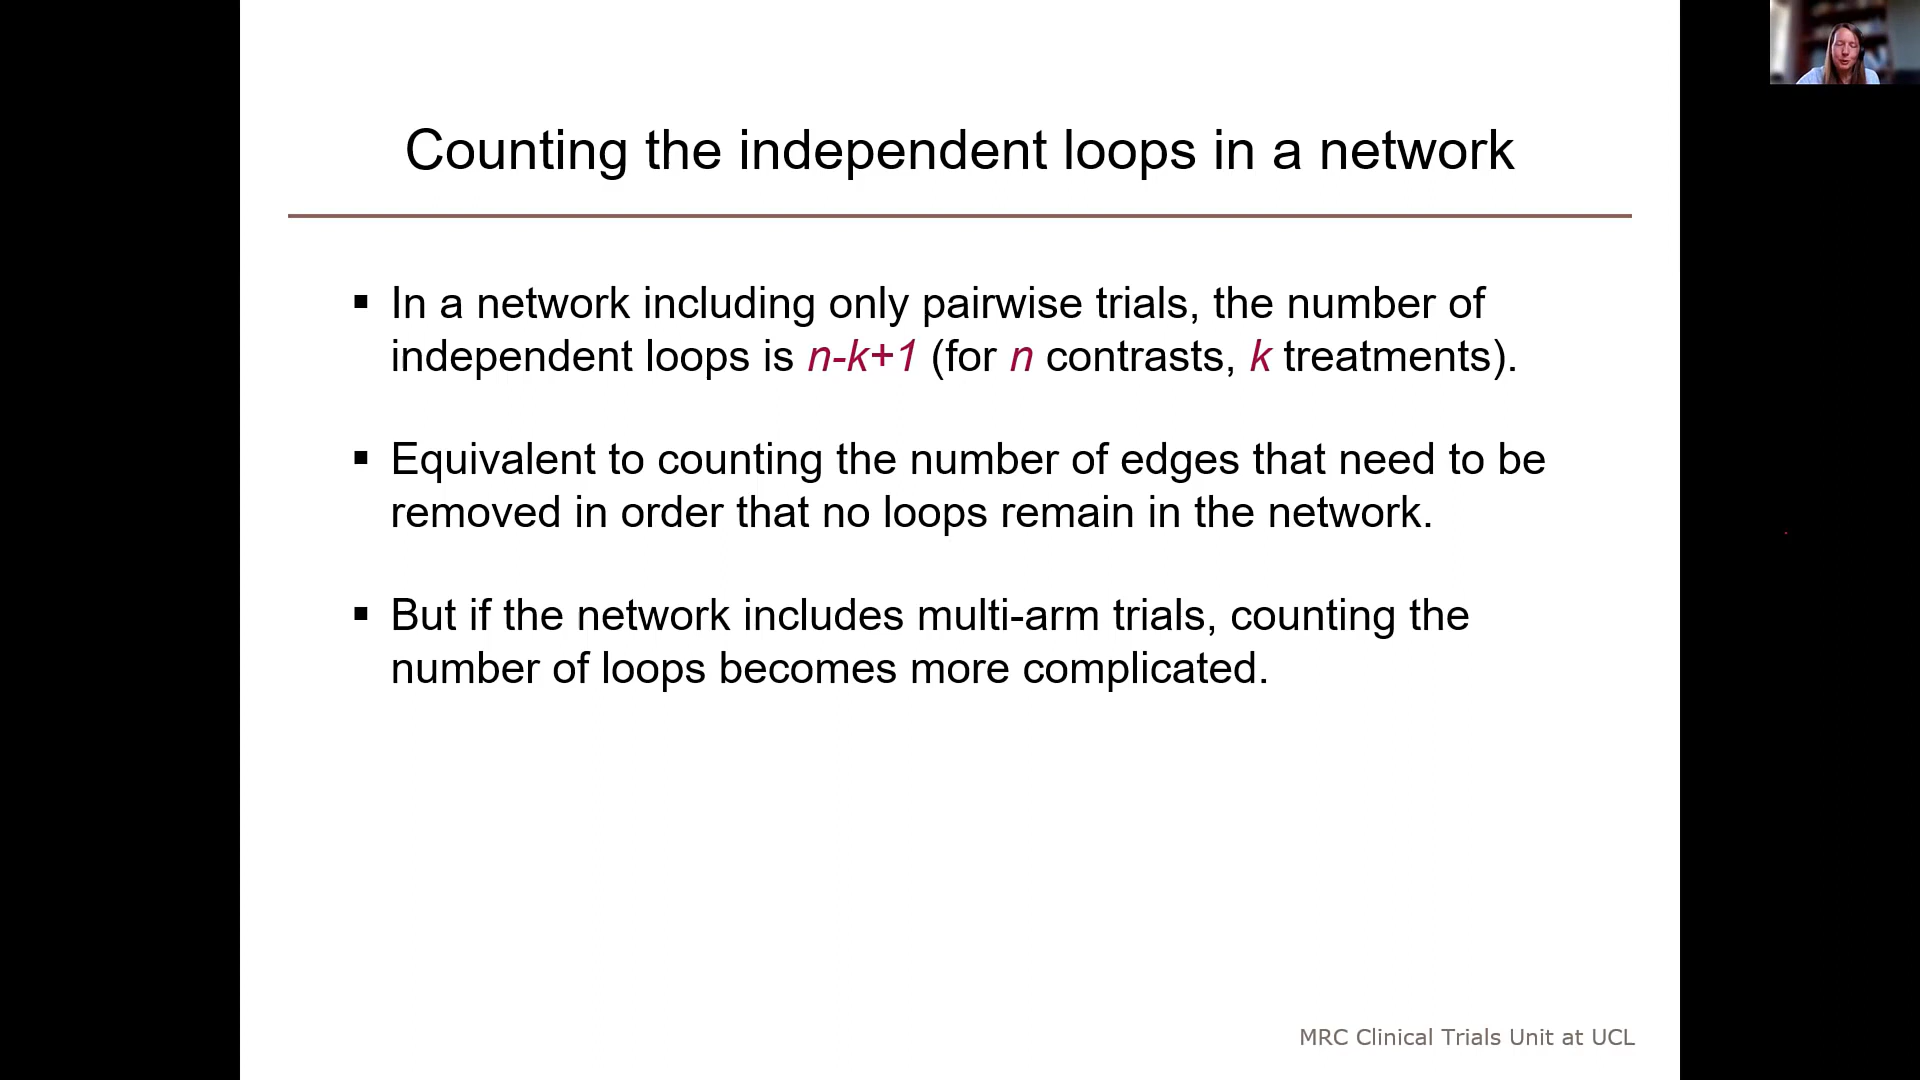 Counting the independent loops in a network
▪ In a network including only pairwise trials, the number of
independent loops is n-k+1 (for n contrasts, k treatments).
▪ Equivalent to counting the number of edges that need to be
removed in order that no loops remain in the network.
▪ But if the network includes multi-arm trials, counting the
number of loops becomes more complicated.
MRC Clinical Trials Unit at UCL